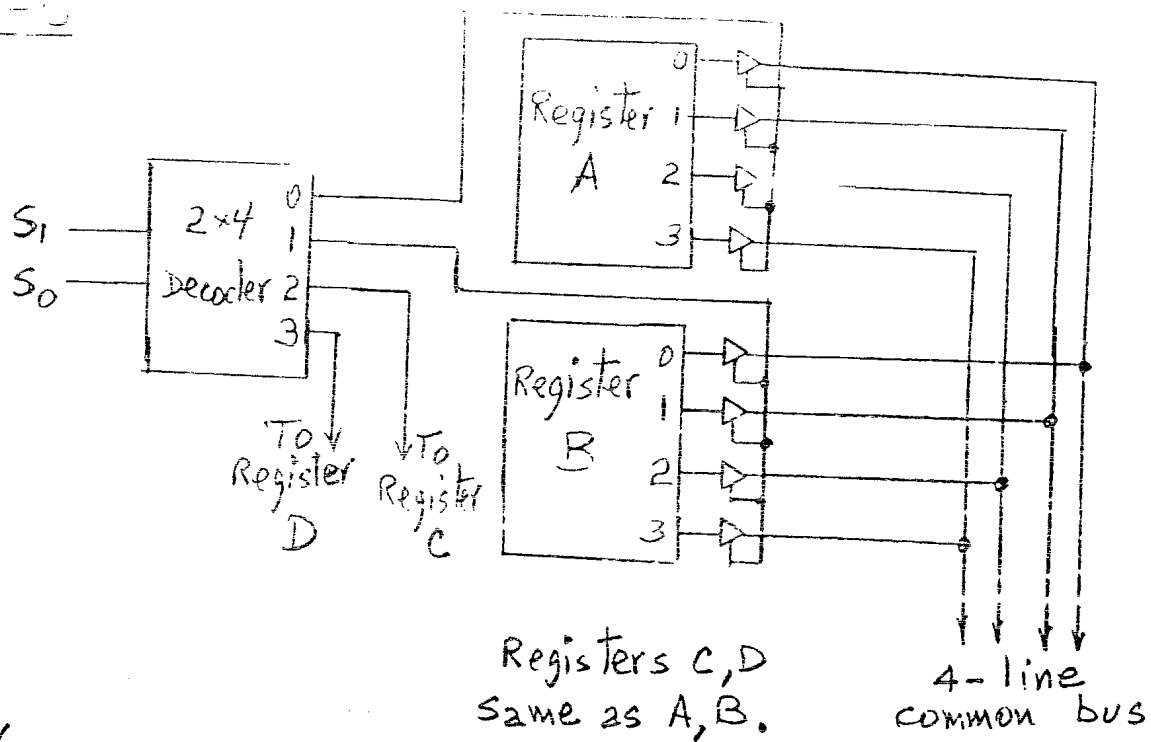 S1
S0
2×4
Decoder
0
1
2
3
To
Register
D
To
Register
C
Register
A
0
1
2
3
Register
B
0
1
2
3
Registers C, D
same as A, B.
4-line
common bus